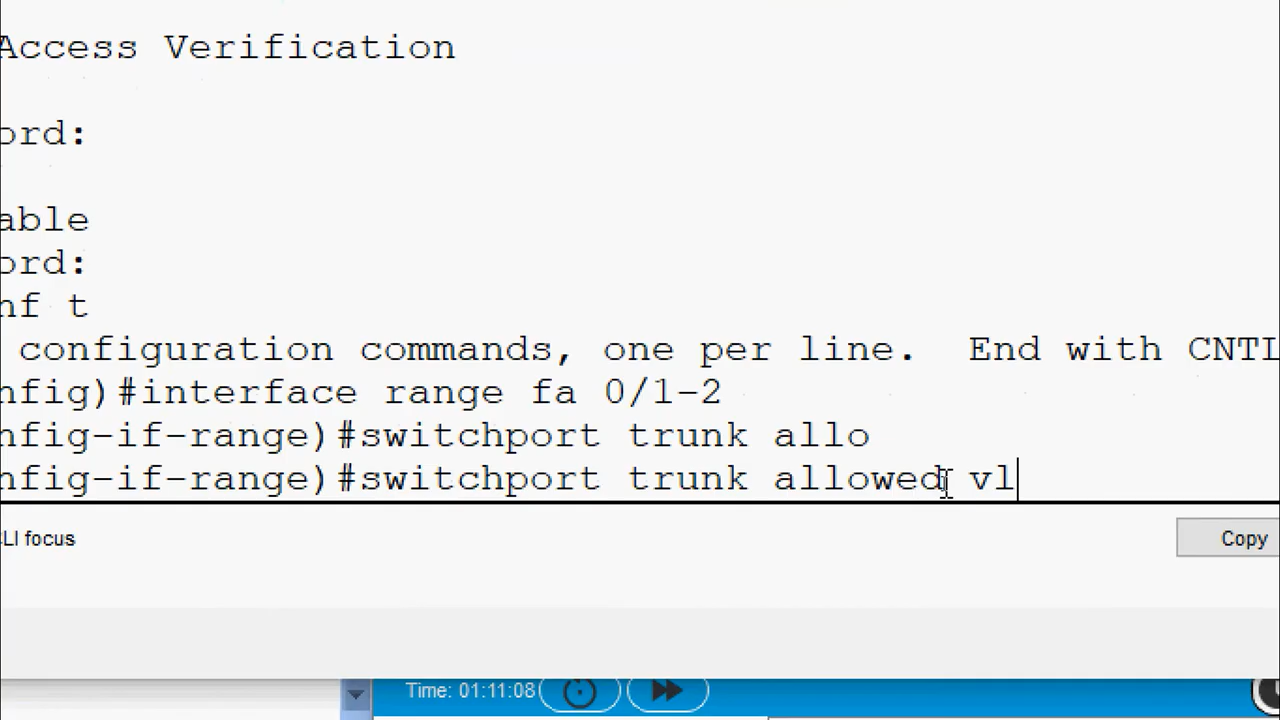 Access Verification
ord:
able
ord:
nf t
configuration commands, one per line. End with CNTL
nfig)#interface range fa 0/1-2
nfig-if-range)#switchport trunk allo
nfig-if-range)#switchport trunk allowed vl
LI focus
Copy
Time: 01:11:08